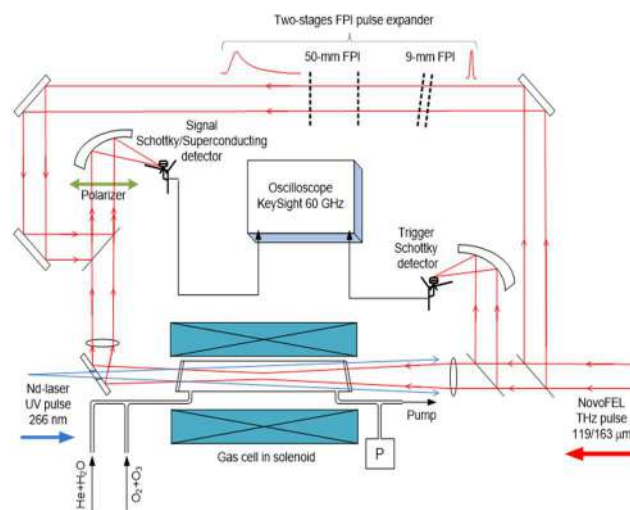 Two-stages FPI pulse expander
50-mm FPI
9-mm FPI
Signal
Schottky/Superconducting
detector
Polarizer
Oscilloscope
KeySight 60 GHz
Trigger
Schottky
detector
Nd-laser
UV pulse
266 nm
Pump
NovoFEL
THz pulse
119/163 μm
Gas cell in solenoid
P
He+H₂O
O₂+O₃